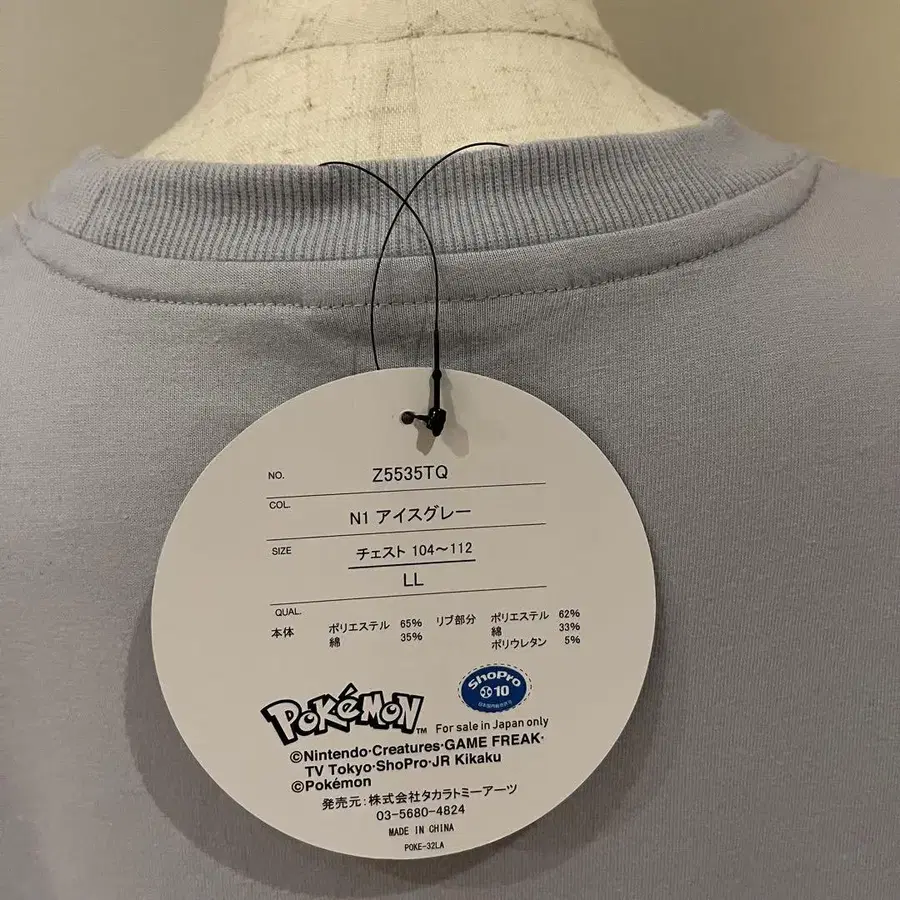 NO. Z5535TQ
COL. N1 アイスグレー
SIZE チェスト 104～112
LL
QUAL.
本体 ポリエステル 65% リブ部分 ポリエステル 62%
綿 35% 綿 33%
ポリウレタン 5%
ShoPro
10
POKéMON™ For sale in Japan only
©Nintendo・Creatures・GAME FREAK・
TV Tokyo・ShoPro・JR Kikaku
©Pokémon
発売元：株式会社タカラトミーアーツ
03-5680-4824
MADE IN CHINA
POKE-32LA